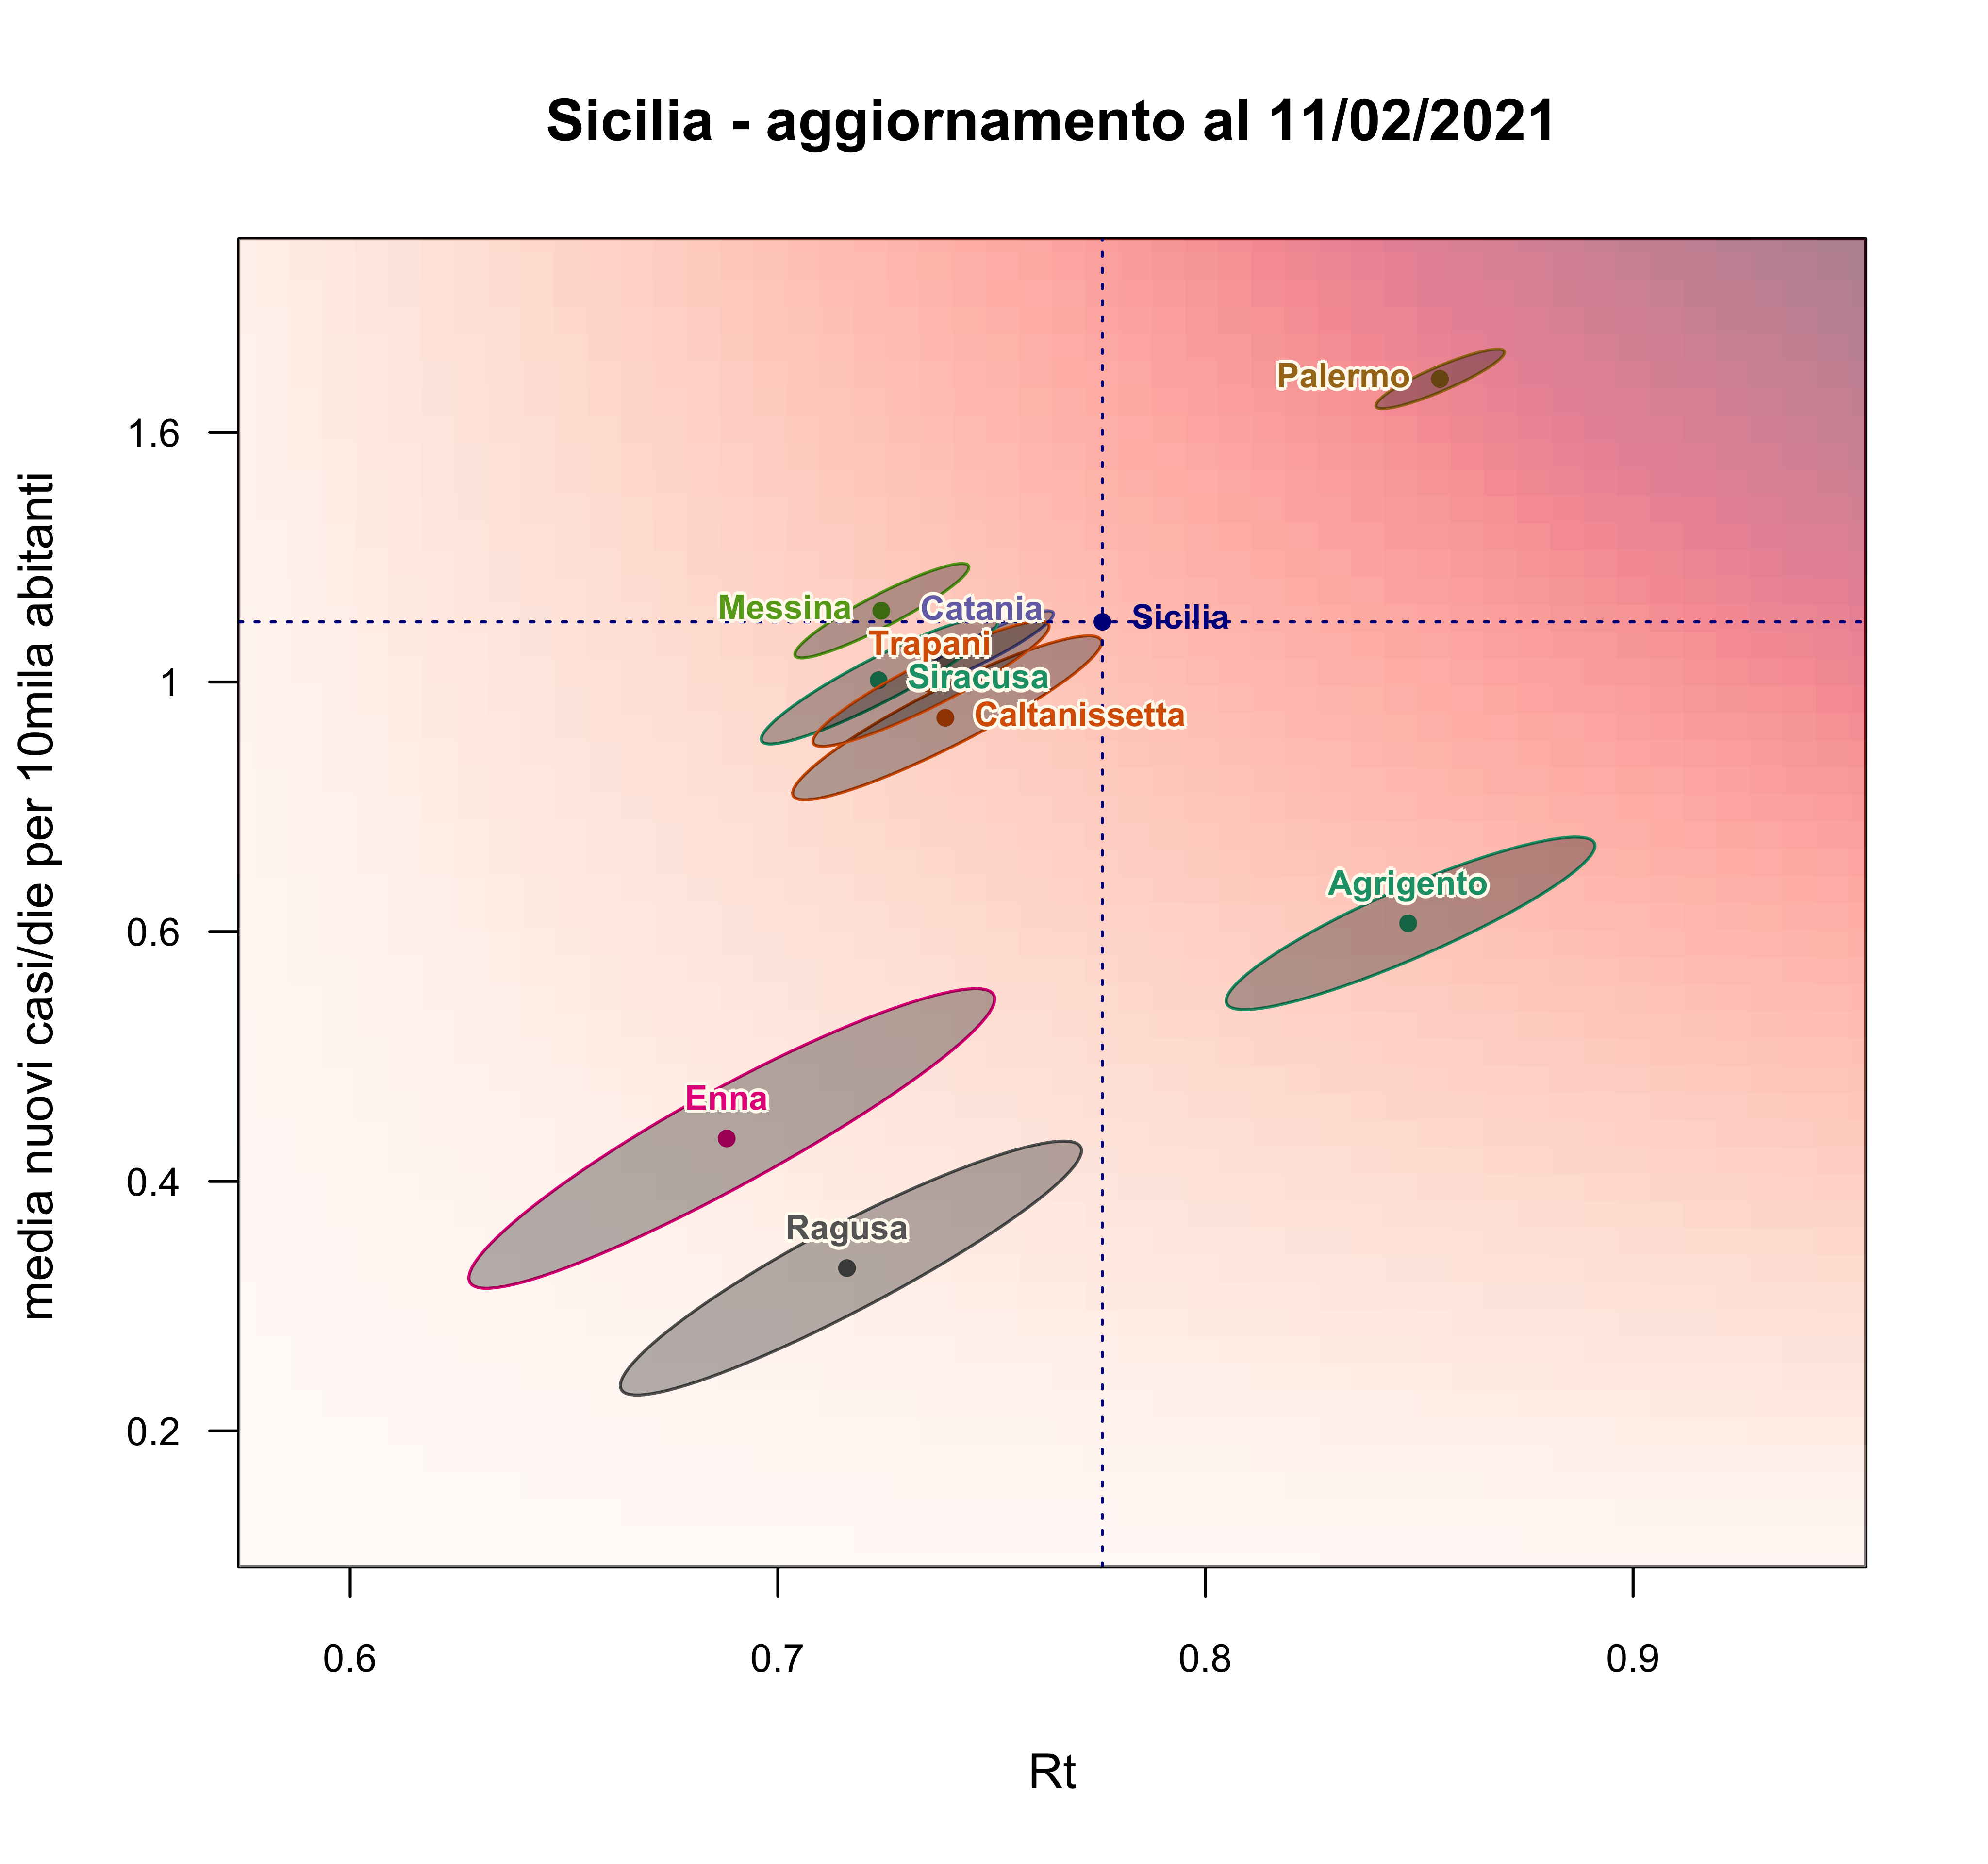 Sicilia - aggiornamento al 11/02/2021
media nuovi casi/die per 10mila abitanti
1.6
1
0.6
0.4
0.2
Palermo
Messina
Catania
Sicilia
Trapani
Siracusa
Caltanissetta
Agrigento
Enna
Ragusa
0.6 0.7 0.8 0.9
Rt